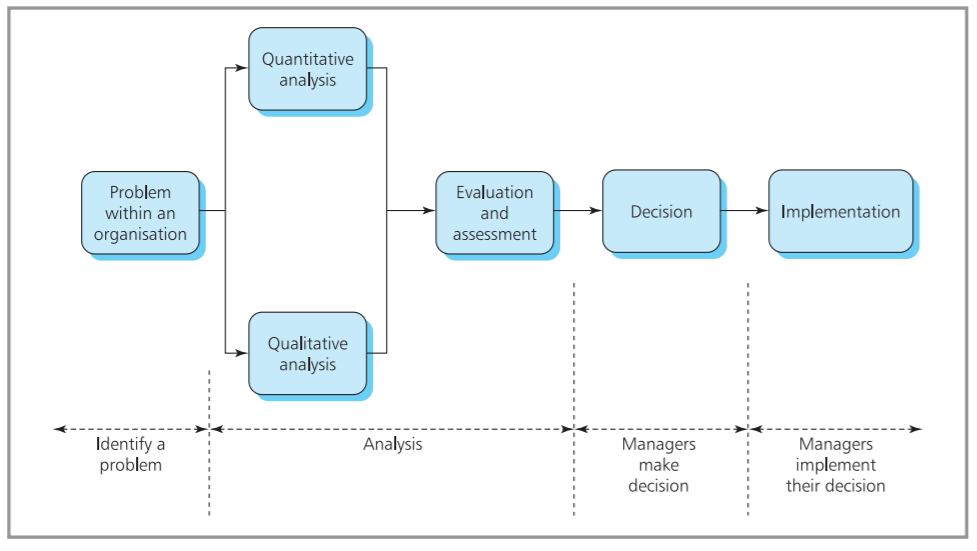 Quantitative
analysis
Problem
within an
organisation
Evaluation
and
assessment
Decision
Implementation
Qualitative
analysis
Identify a
problem
Analysis
Managers
make
decision
Managers
implement
their decision